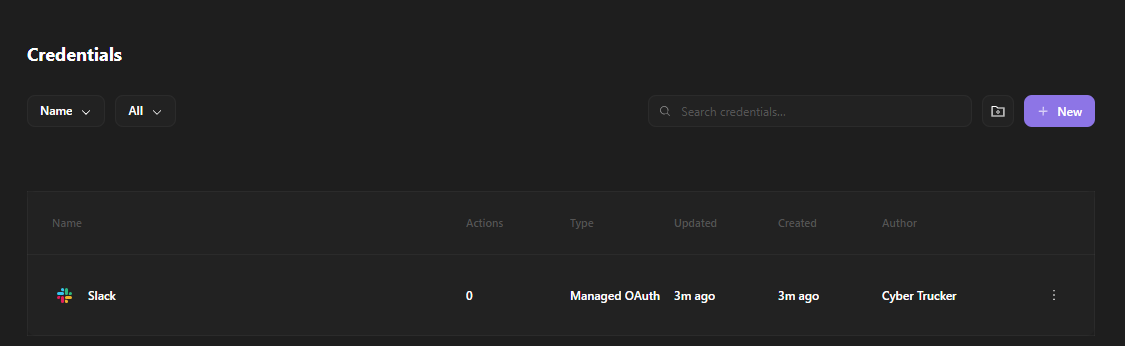 Credentials
Name All Search credentials... New
Name Actions Type Updated Created Author
Slack 0 Managed OAuth 3m ago 3m ago Cyber Trucker